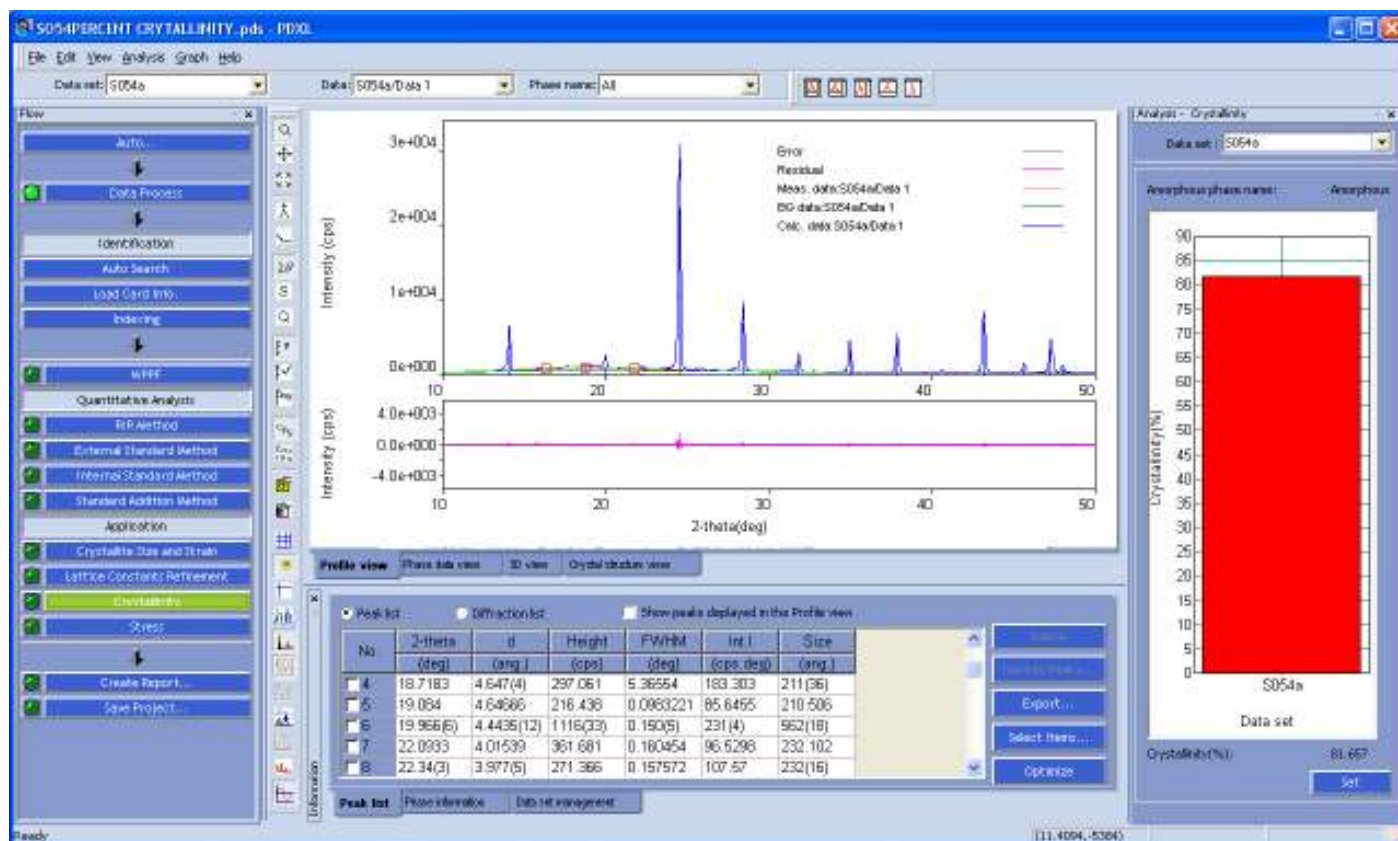 SO54PERCENT CRYTALLINITY.pds - PDXL
File Edit View Analysis Graph Help
Data set: S054a
Data: S054a/Data 1
Phase name: All
Flow
Auto...
Data Process
Identification
Auto Search
Load Card Info.
Indexing
WPPF
Quantitative Analysis
RIR Method
External Standard Method
Internal Standard Method
Standard Addition Method
Application
Crystallite Size and Strain
Lattice Constants Refinement
Crystallinity
Stress
Create Report...
Save Project...
Intensity (cps)
3e+004
2e+004
1e+004
0e+000
Error
Residual
Meas. data:S054a/Data 1
BG data:S054a/Data 1
Calc. data:S054a/Data 1
10 20 30 40 50
Intensity (cps)
4.0e+003
0.0e+000
-4.0e+003
10 20 30 40 50
2-theta(deg)
Profile view Phase data view 3D view Crystal structure view
Information
Peak list Diffraction list Show peaks displayed in the Profile view
No. 2-theta d Height FWHM Int. I Size
(deg) (ang.) (cps) (deg) (cps.deg) (ang.)
4 18.7183 4.647(4) 297.061 5.36554 183.303 211(36)
5 19.084 4.64666 216.438 0.0983221 85.6455 210.506
6 19.966(6) 4.4435(12) 1116(33) 0.150(5) 231(4) 562(18)
7 22.0933 4.01539 361.681 0.160454 96.5298 232.102
8 22.34(3) 3.977(5) 271.366 0.157572 107.57 232(16)
Export...
Select Items...
Optimize
Peak list Phase information Data set management
Analysis - Crystallinity
Data set : S054a
Amorphous phase name: Amorphous
Crystallinity(%)
90
85
80
75
70
65
60
55
50
45
40
35
30
25
20
15
10
5
0
S054a
Data set
Crystallinity(%): 81.657
Set
Ready
(11.4094,-5384)